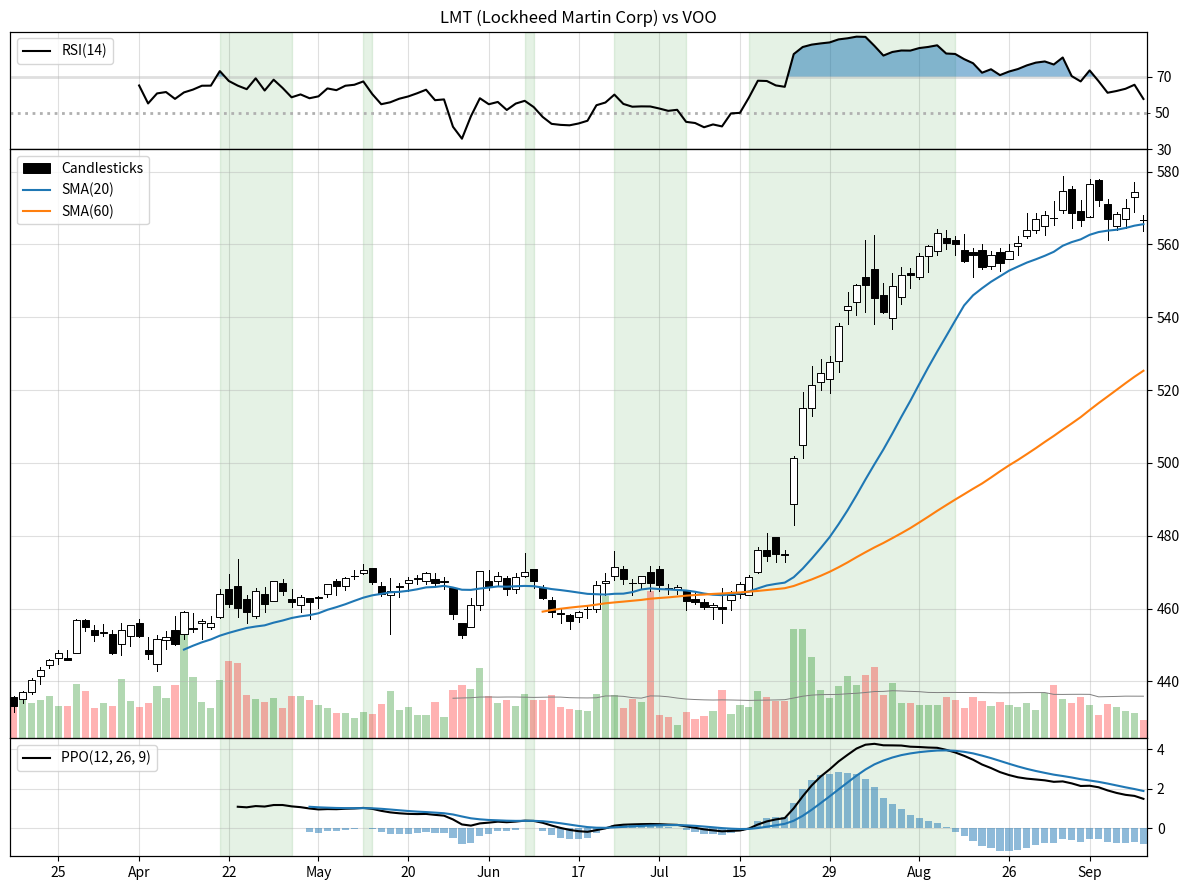 LMT (Lockheed Martin Corp) vs VOO
RSI(14)
70
50
30
Candlesticks
SMA(20)
SMA(60)
580
560
540
520
500
480
460
440
PPO(12, 26, 9)
4
2
0
25 Apr 22 May 20 Jun 17 Jul 15 29 Aug 26 Sep